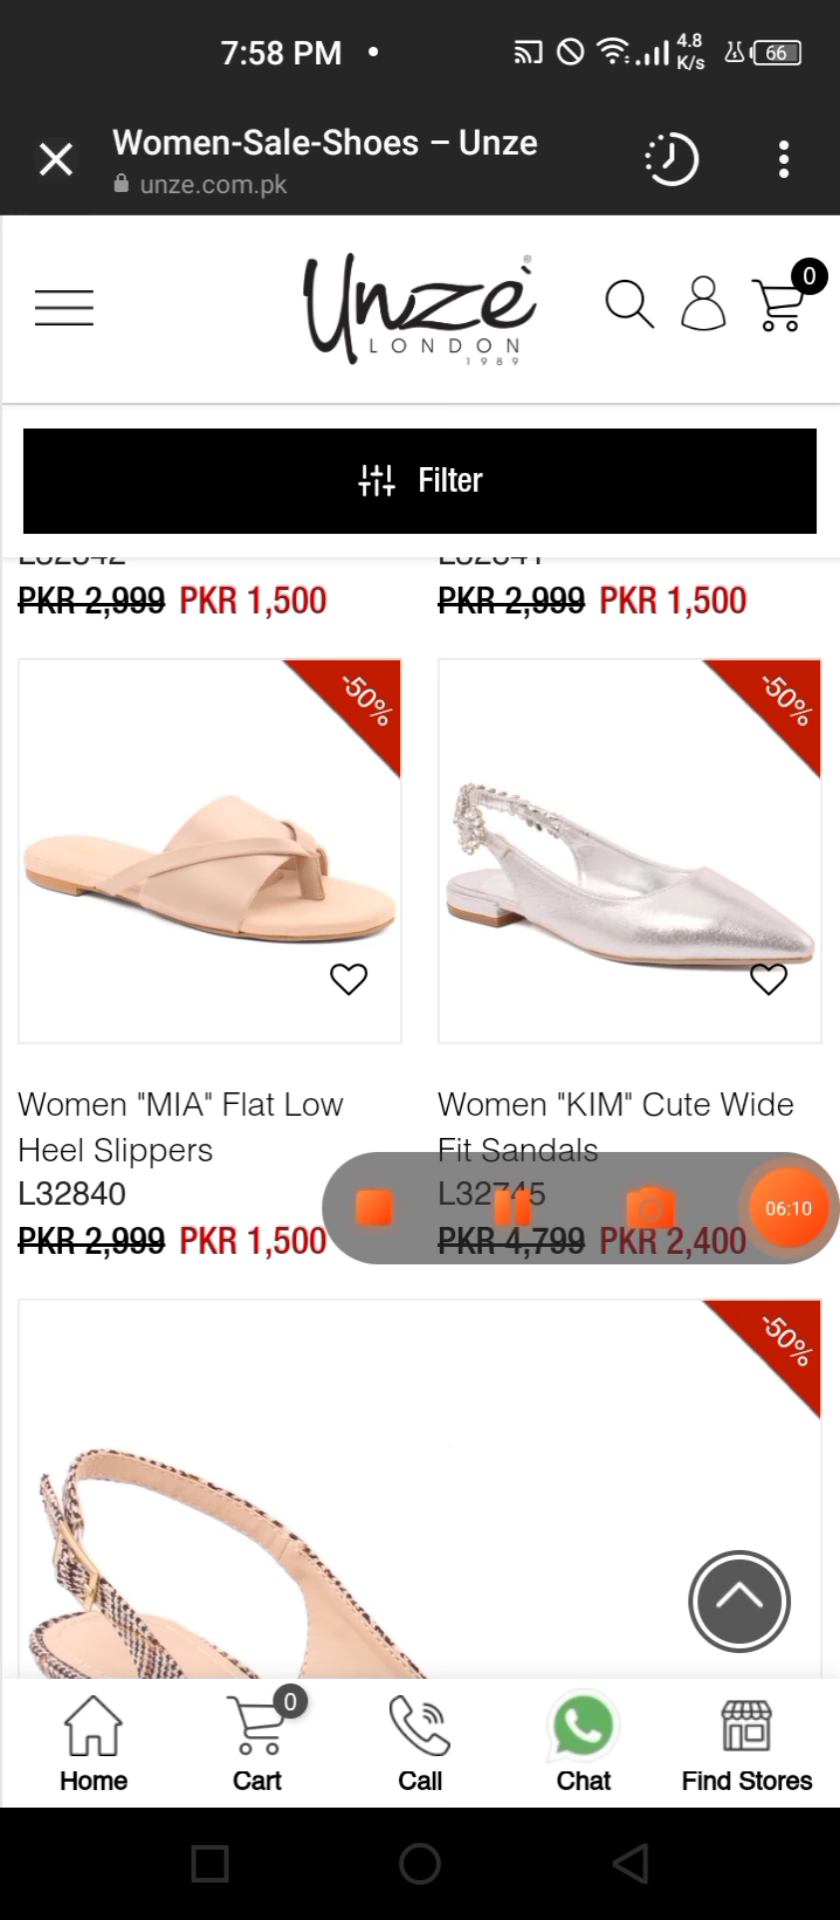 7:58 PM
4.8
K/s
66
Women-Sale-Shoes – Unze
unze.com.pk
Unze
®
LONDON
1989
0
Filter
L32842 L32841
PKR 2,999 PKR 1,500 PKR 2,999 PKR 1,500
-50% -50%
Women "MIA" Flat Low
Heel Slippers
L32840
PKR 2,999 PKR 1,500
Women "KIM" Cute Wide
Fit Sandals
L32745
PKR 4,799 PKR 2,400
06:10
-50%
0
Home Cart Call Chat Find Stores